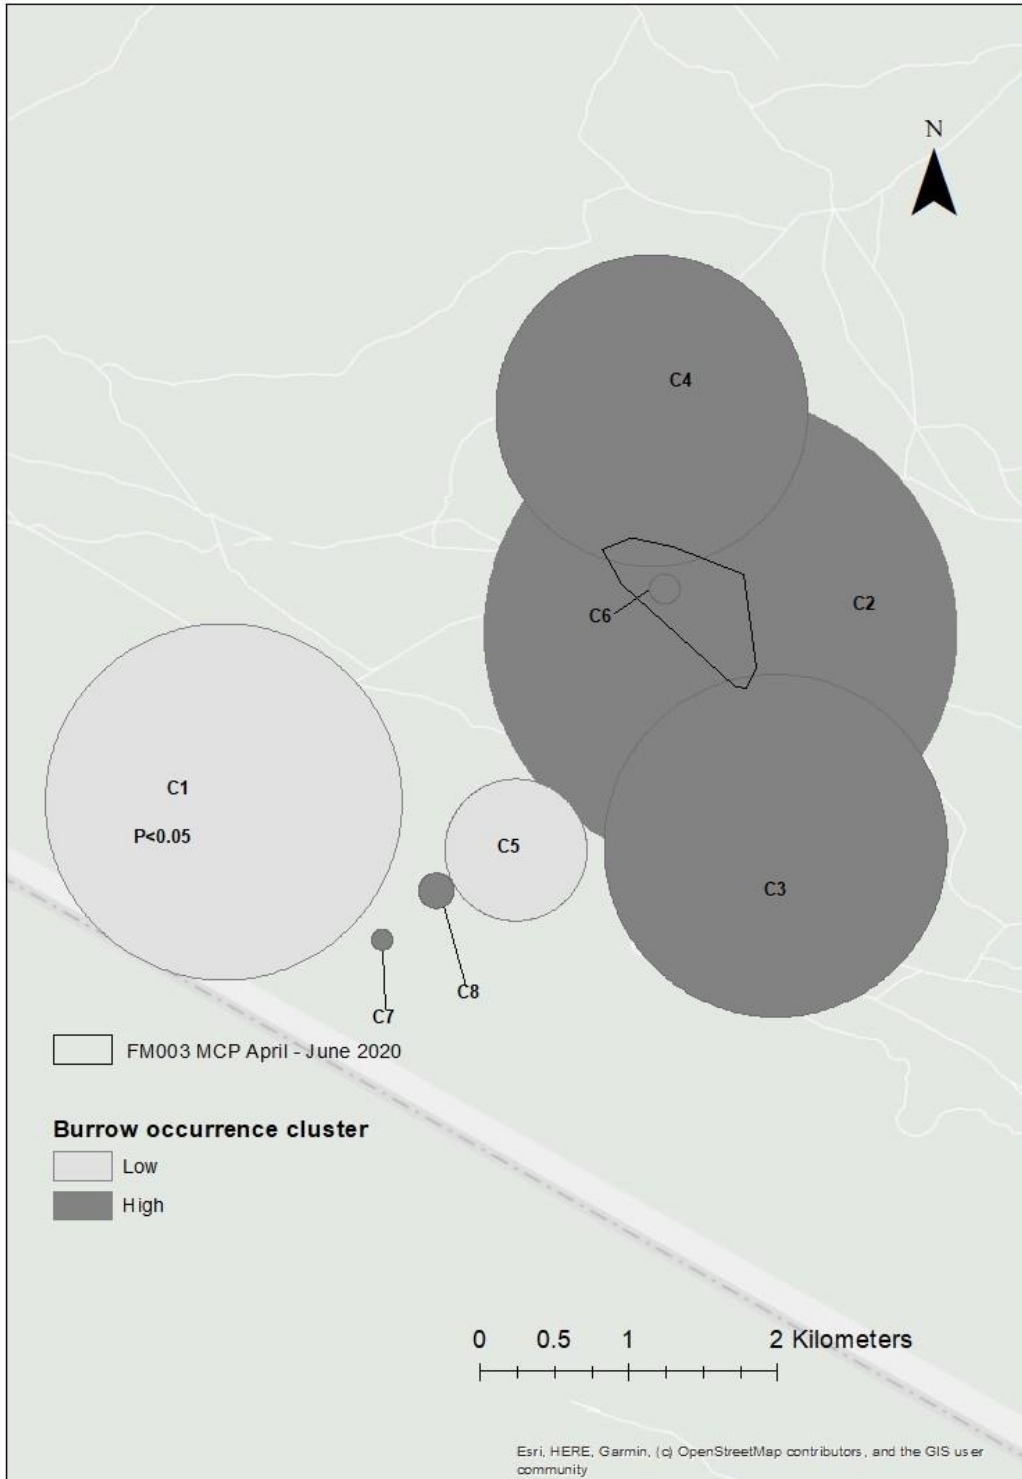 N
C4
C2
C6
C1
P<0.05
C5
C3
C8
C7
FM003 MCP April - June 2020
Burrow occurrence cluster
Low
High
0 0.5 1 2 Kilometers
Esri, HERE, Garmin, (c) OpenStreetMap contributors, and the GIS user
community